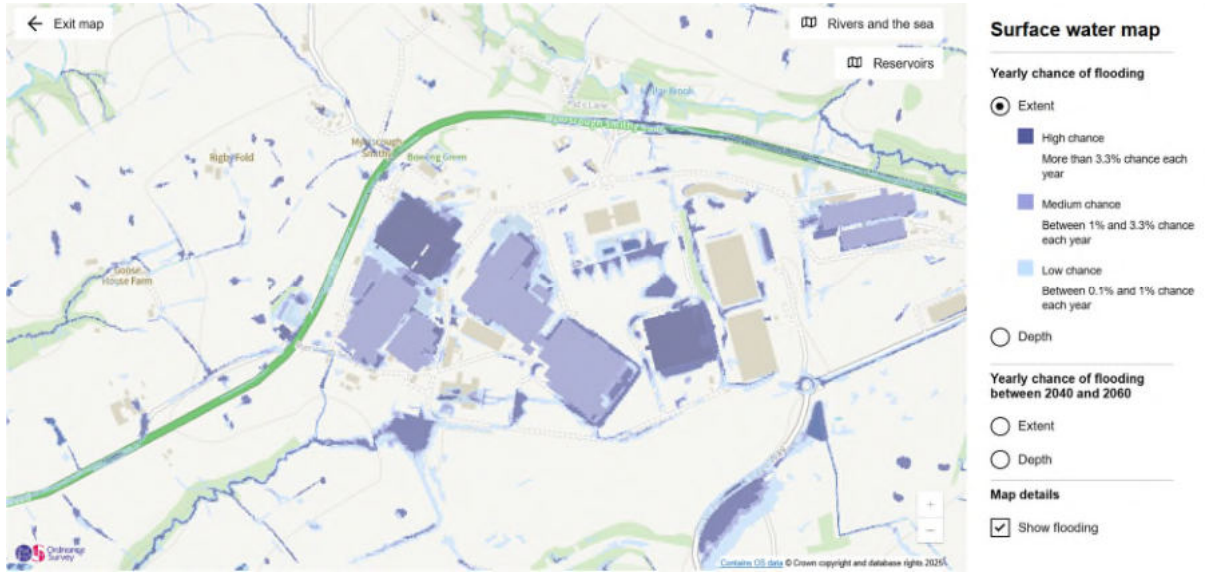 Exit map
Rivers and the sea
Reservoirs
Surface water map
Yearly chance of flooding
Extent
High chance
More than 3.3% chance each
year
Medium chance
Between 1% and 3.3% chance
each year
Low chance
Between 0.1% and 1% chance
each year
Depth
Yearly chance of flooding
between 2040 and 2060
Extent
Depth
Map details
Show flooding
Pat's Lane
Smithy
Bowling Green
Rigby Fold
Goose
House Farm
Ordnance
Survey
Contains OS data © Crown copyright and database rights 2025